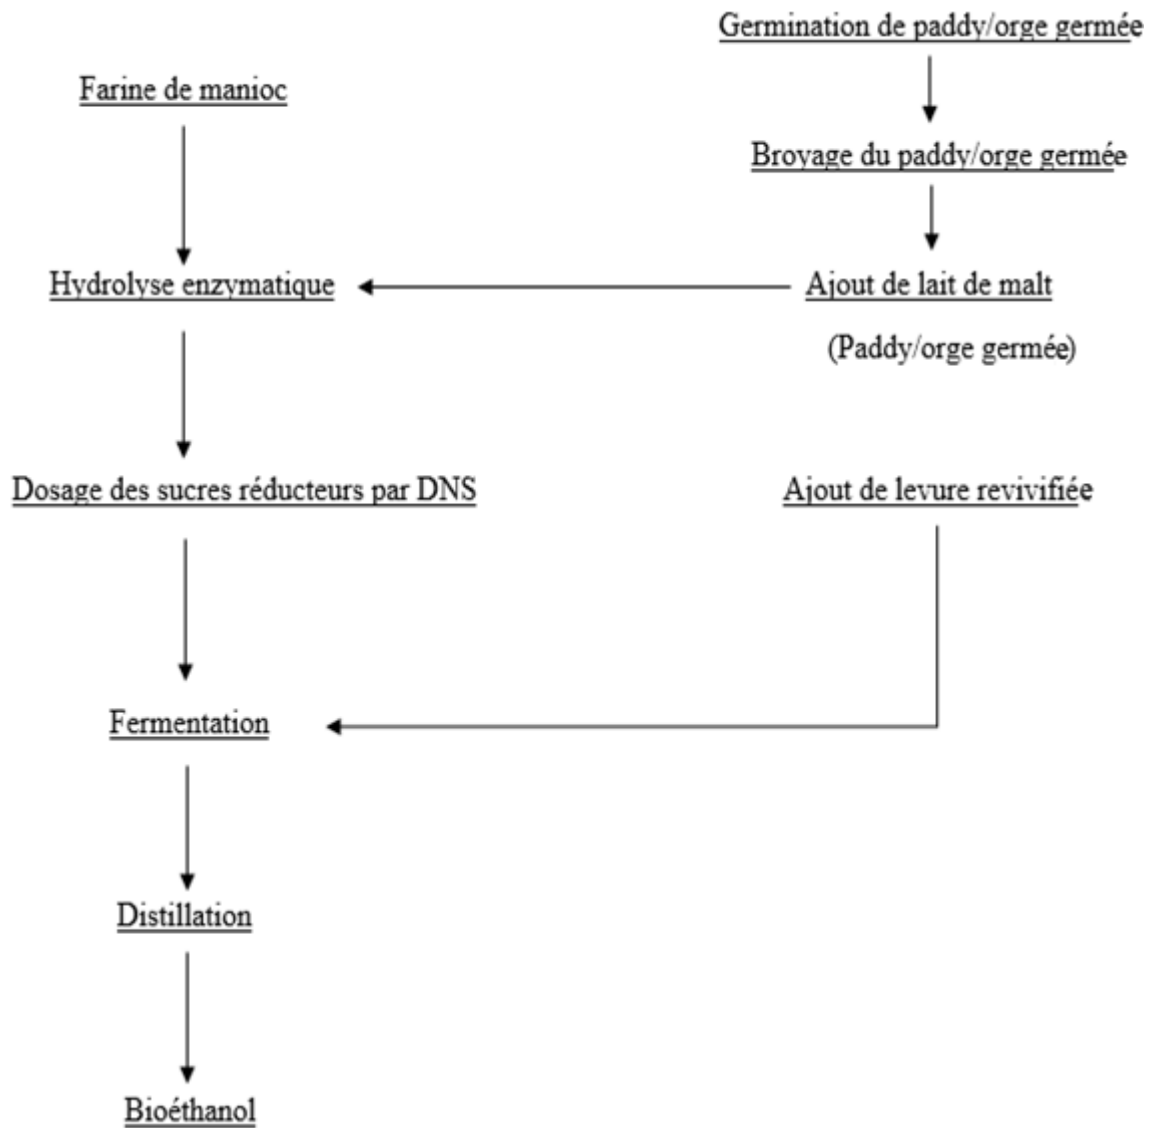 Germination de paddy/orge germée
Farine de manioc
Broyage du paddy/orge germée
Hydrolyse enzymatique
Ajout de lait de malt
(Paddy/orge germée)
Dosage des sucres réducteurs par DNS
Ajout de levure revivifiée
Fermentation
Distillation
Bioéthanol